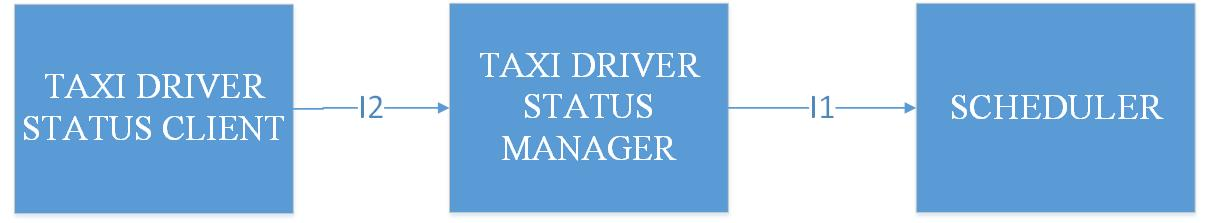 TAXI DRIVER
STATUS CLIENT
I2
TAXI DRIVER
STATUS
MANAGER
I1
SCHEDULER